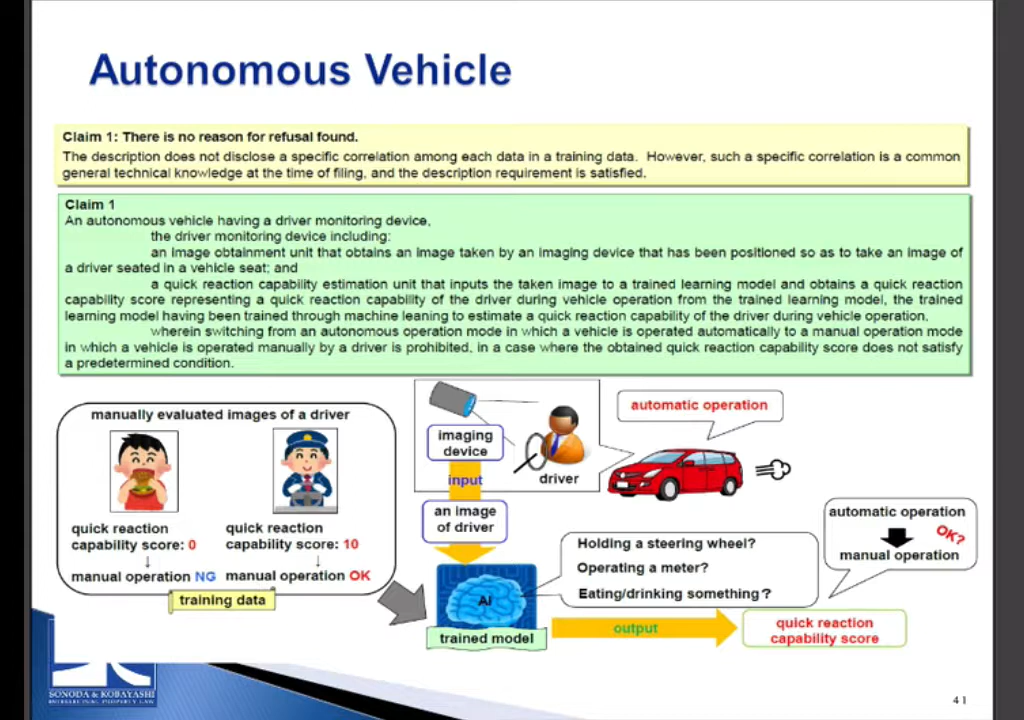 Autonomous Vehicle
Claim 1: There is no reason for refusal found.
The description does not disclose a specific correlation among each data in a training data. However, such a specific correlation is a common
general technical knowledge at the time of filing, and the description requirement is satisfied.
Claim 1
An autonomous vehicle having a driver monitoring device,
the driver monitoring device including:
an image obtainment unit that obtains an image taken by an imaging device that has been positioned so as to take an image of
a driver seated in a vehicle seat; and
a quick reaction capability estimation unit that inputs the taken image to a trained learning model and obtains a quick reaction
capability score representing a quick reaction capability of the driver during vehicle operation from the trained learning model, the trained
learning model having been trained through machine leaning to estimate a quick reaction capability of the driver during vehicle operation,
wherein switching from an autonomous operation mode in which a vehicle is operated automatically to a manual operation mode
in which a vehicle is operated manually by a driver is prohibited, in a case where the obtained quick reaction capability score does not satisfy
a predetermined condition.
manually evaluated images of a driver
quick reaction
capability score: 0
↓
manual operation NG
quick reaction
capability score: 10
↓
manual operation OK
training data
imaging
device
input
driver
an image
of driver
AI
trained model
automatic operation
Holding a steering wheel?
Operating a meter?
Eating/drinking something?
automatic operation
OK?
manual operation
output
quick reaction
capability score
SONODA & KOBAYASHI
INTELLECTUAL PROPERTY LAW
41